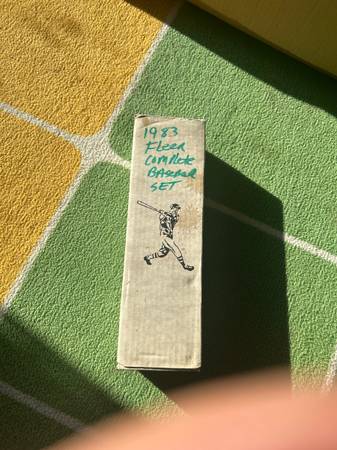 1983
FLEER
COMPLETE
BASEBALL
SET